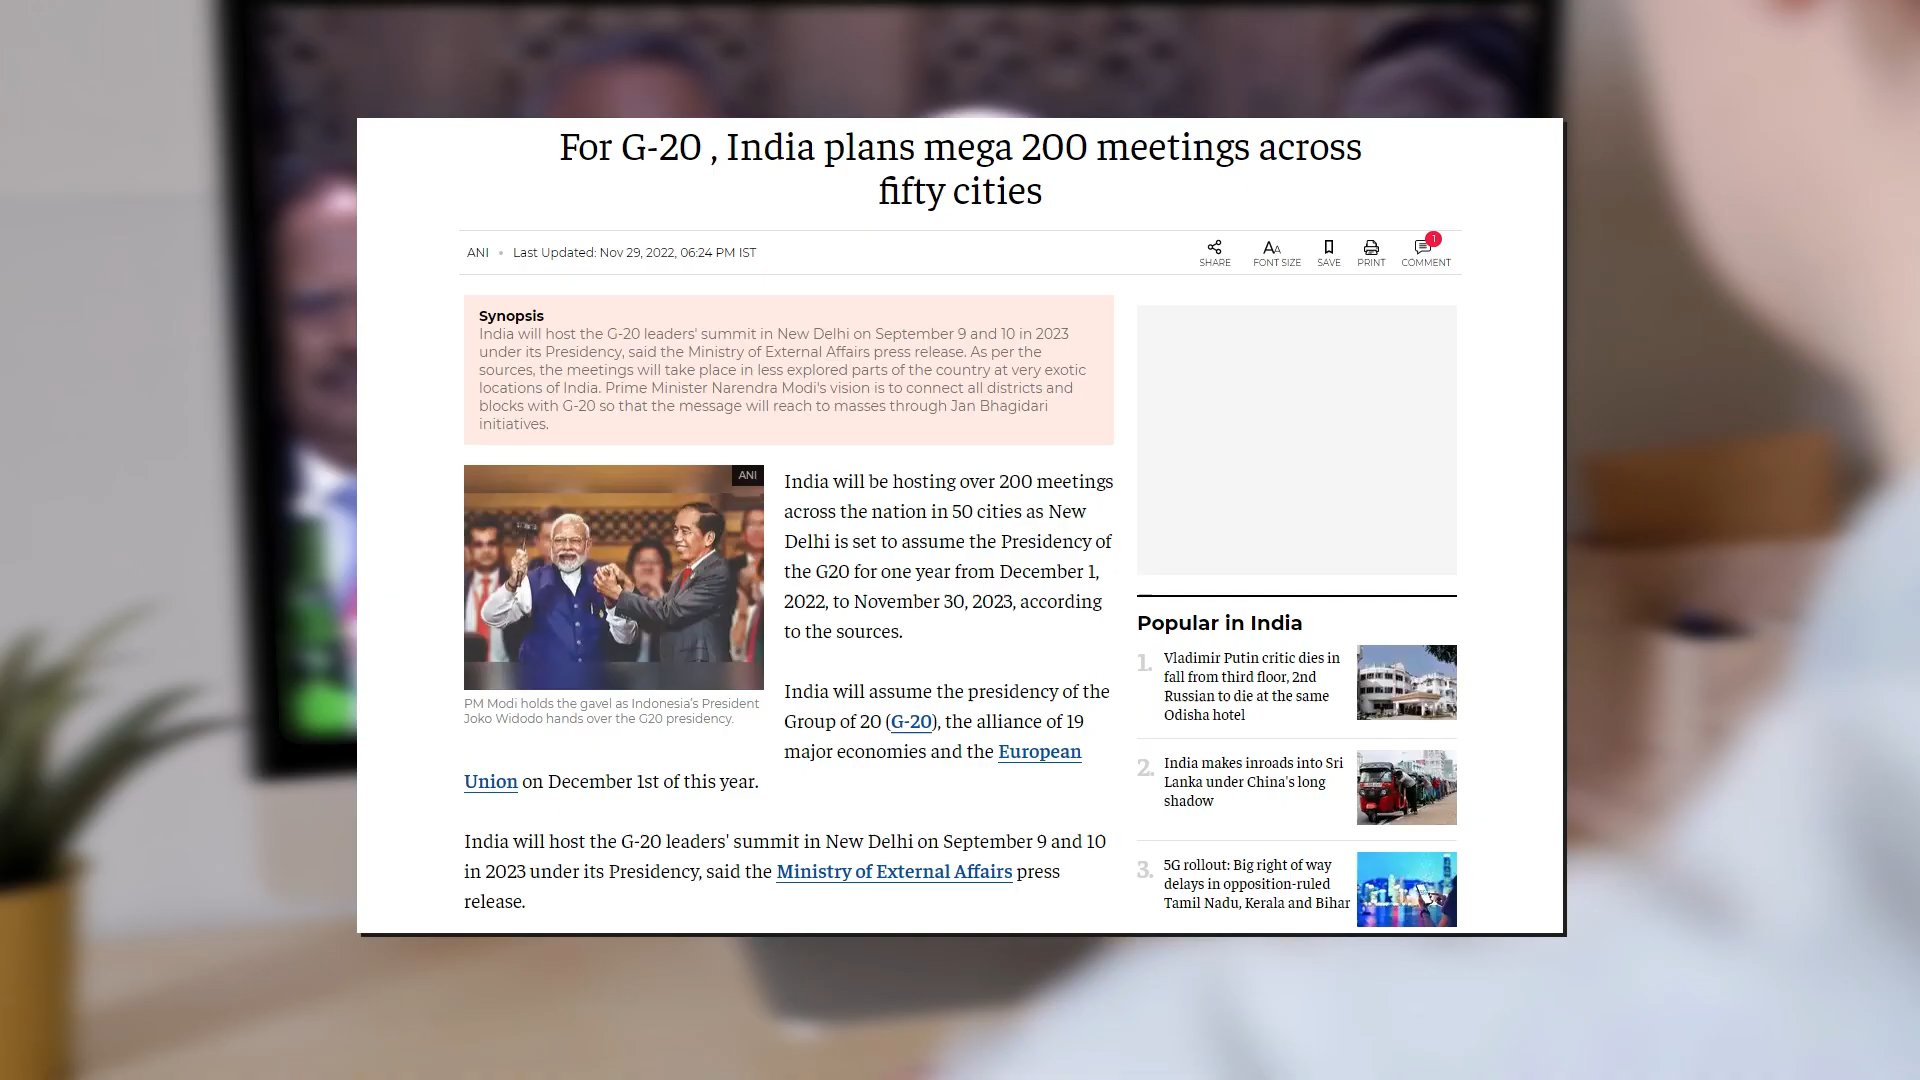 For G-20 , India plans mega 200 meetings across
fifty cities
ANI • Last Updated: Nov 29, 2022, 06:24 PM IST
SHARE
FONT SIZE
SAVE
PRINT
1
COMMENT
Synopsis
India will host the G-20 leaders' summit in New Delhi on September 9 and 10 in 2023
under its Presidency, said the Ministry of External Affairs press release. As per the
sources, the meetings will take place in less explored parts of the country at very exotic
locations of India. Prime Minister Narendra Modi's vision is to connect all districts and
blocks with G-20 so that the message will reach to masses through Jan Bhagidari
initiatives.
ANI
PM Modi holds the gavel as Indonesia's President
Joko Widodo hands over the G20 presidency.
India will be hosting over 200 meetings
across the nation in 50 cities as New
Delhi is set to assume the Presidency of
the G20 for one year from December 1,
2022, to November 30, 2023, according
to the sources.
India will assume the presidency of the
Group of 20 (G-20), the alliance of 19
major economies and the European
Union on December 1st of this year.
India will host the G-20 leaders' summit in New Delhi on September 9 and 10
in 2023 under its Presidency, said the Ministry of External Affairs press
release.
Popular in India
1. Vladimir Putin critic dies in
fall from third floor, 2nd
Russian to die at the same
Odisha hotel
2. India makes inroads into Sri
Lanka under China's long
shadow
3. 5G rollout: Big right of way
delays in opposition-ruled
Tamil Nadu, Kerala and Bihar